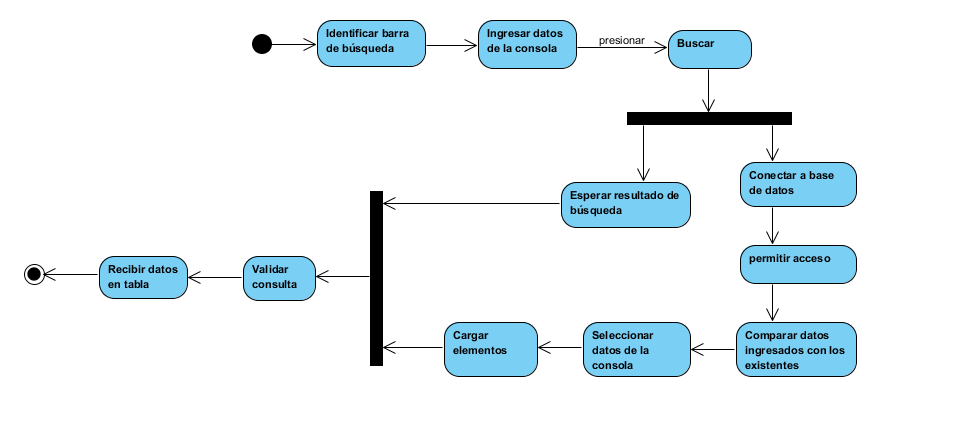 Identificar barra
de búsqueda
Ingresar datos
de la consola
presionar
Buscar
Conectar a base
de datos
Esperar resultado de
búsqueda
permitir acceso
Recibir datos
en tabla
Validar
consulta
Cargar
elementos
Seleccionar
datos de la
consola
Comparar datos
ingresados con los
existentes